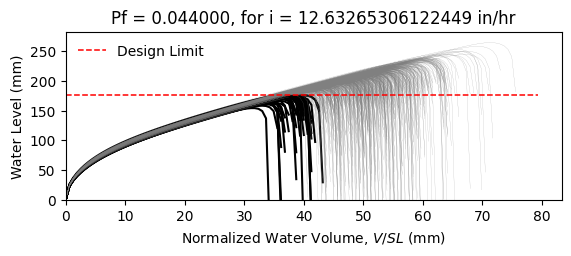 Pf = 0.044000, for i = 12.63265306122449 in/hr
Design Limit
Water Level (mm)
250
200
150
100
50
0
0 10 20 30 40 50 60 70 80
Normalized Water Volume, V/SL (mm)